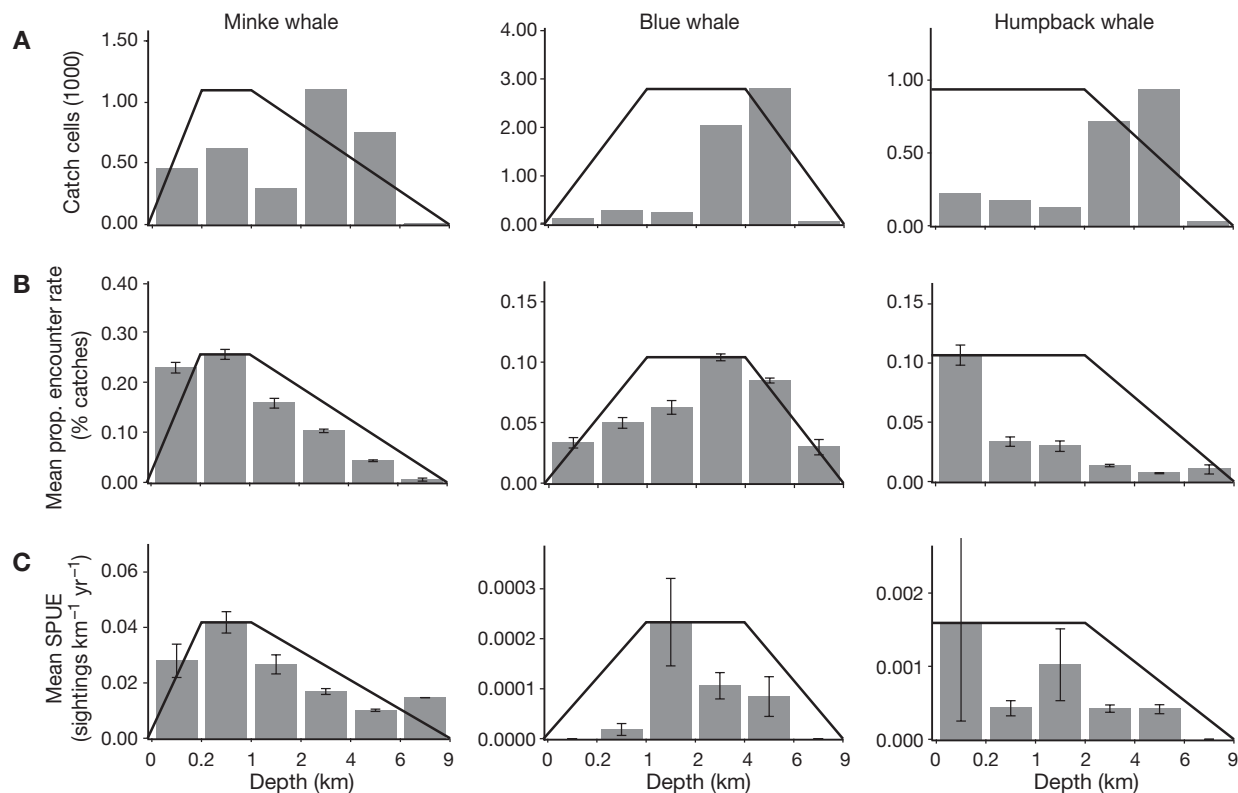 Minke whale
Blue whale
Humpback whale
A
Catch cells (1000)
1.50
1.00
0.50
0.00
4.00
3.00
2.00
1.00
0.00
1.00
0.50
0.00
B
Mean prop. encounter rate
(% catches)
0.40
0.30
0.20
0.10
0.00
0.15
0.10
0.05
0.00
0.15
0.10
0.05
0.00
C
Mean SPUE
(sightings km⁻¹ yr⁻¹)
0.06
0.04
0.02
0.00
0.0003
0.0002
0.0001
0.0000
0.002
0.001
0.000
0 0.2 1 2 4 6 9
0 0.2 1 2 4 6 9
0 0.2 1 2 4 6 9
Depth (km)
Depth (km)
Depth (km)